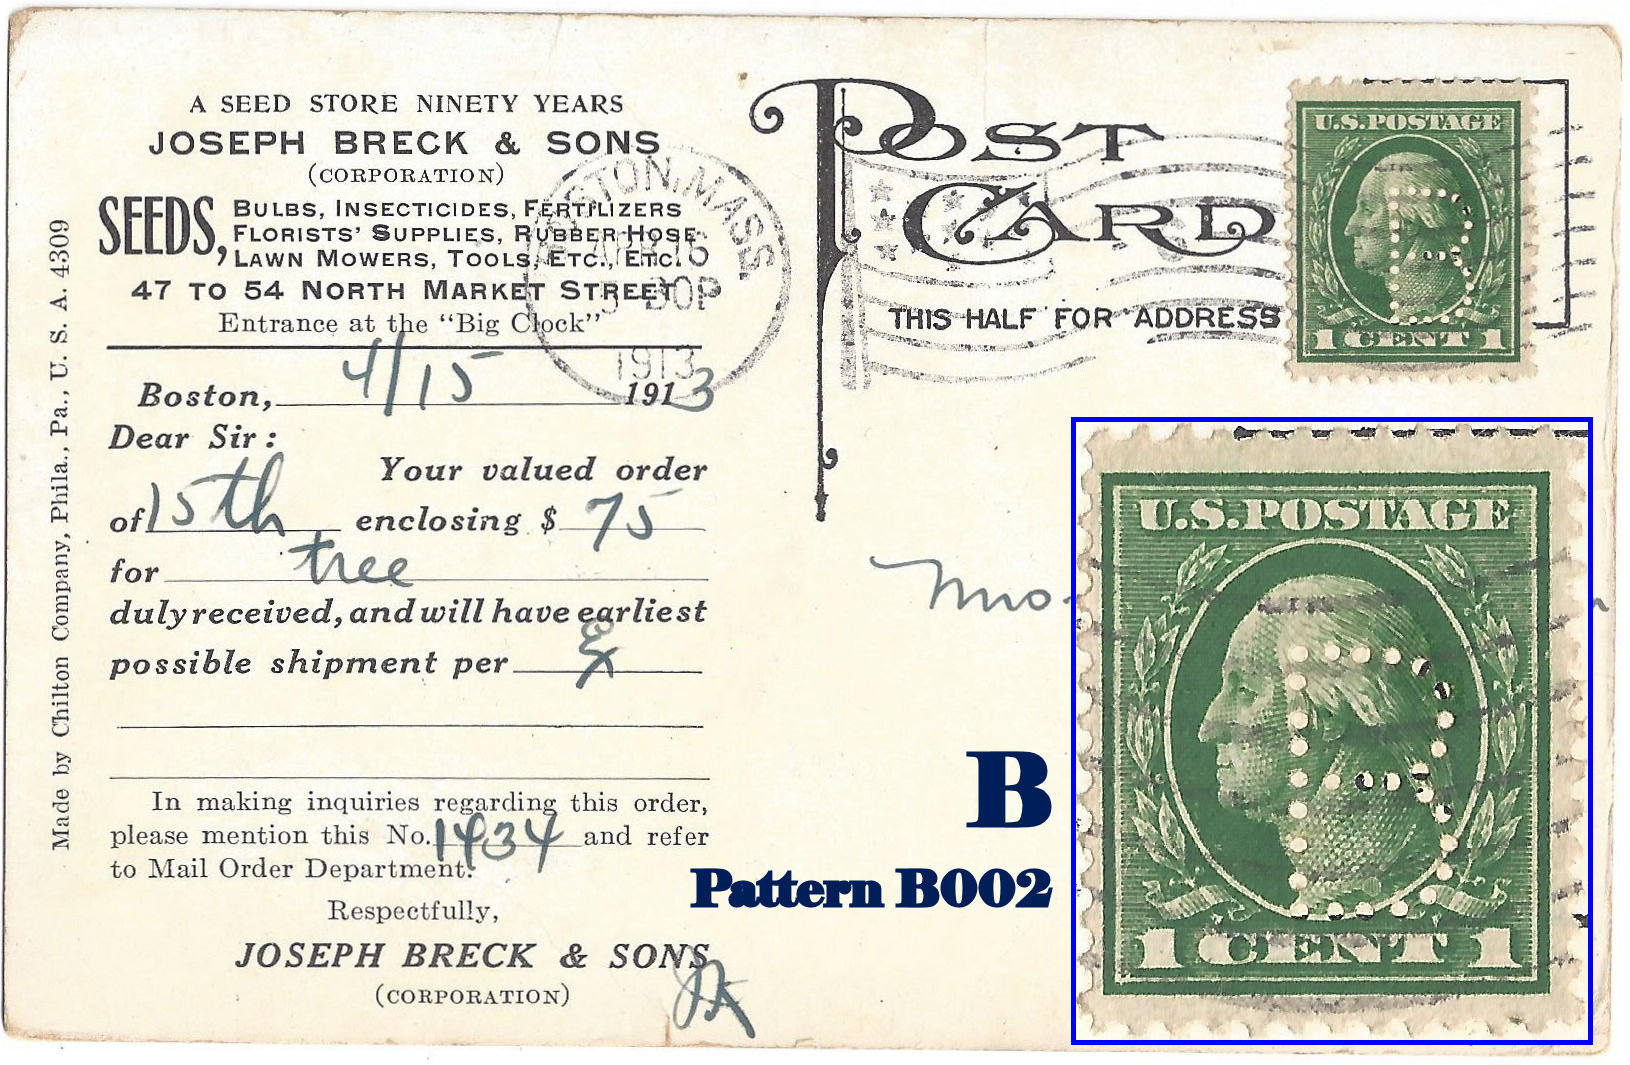 A SEED STORE NINETY YEARS
JOSEPH BRECK & SONS
(CORPORATION)
SEEDS, BULBS, INSECTICIDES, FERTILIZERS
FLORISTS' SUPPLIES, RUBBER HOSE
LAWN MOWERS, TOOLS, ETC., ETC.
47 TO 54 NORTH MARKET STREET
Entrance at the "Big Clock"
Boston, 4/15 1913
Dear Sir:
Your valued order
of 15th enclosing $ 75
for tree
duly received, and will have earliest
possible shipment per
In making inquiries regarding this order,
please mention this No. 1434 and refer
to Mail Order Department.
Respectfully,
JOSEPH BRECK & SONS
(CORPORATION)
Made by Chilton Company, Phila., Pa., U. S. A. 4309
BOSTON, MASS.
30P
1913
POST
CARD
THIS HALF FOR ADDRESS
U.S. POSTAGE
1 CENT 1
B
Pattern B002
U.S. POSTAGE
B
1 CENT 1
B